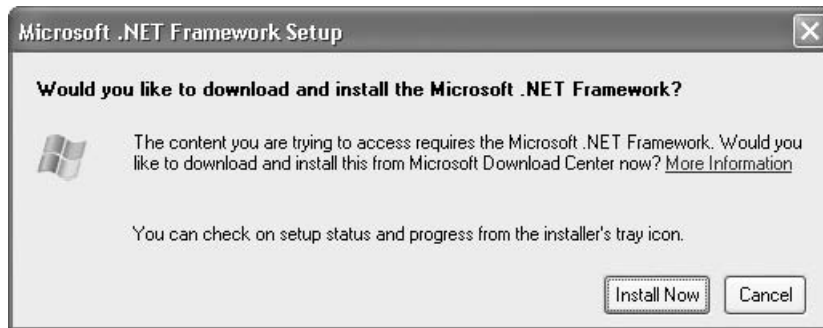 Microsoft .NET Framework Setup
Would you like to download and install the Microsoft .NET Framework?
The content you are trying to access requires the Microsoft .NET Framework. Would you
like to download and install this from Microsoft Download Center now? More Information
You can check on setup status and progress from the installer's tray icon.
Install Now Cancel